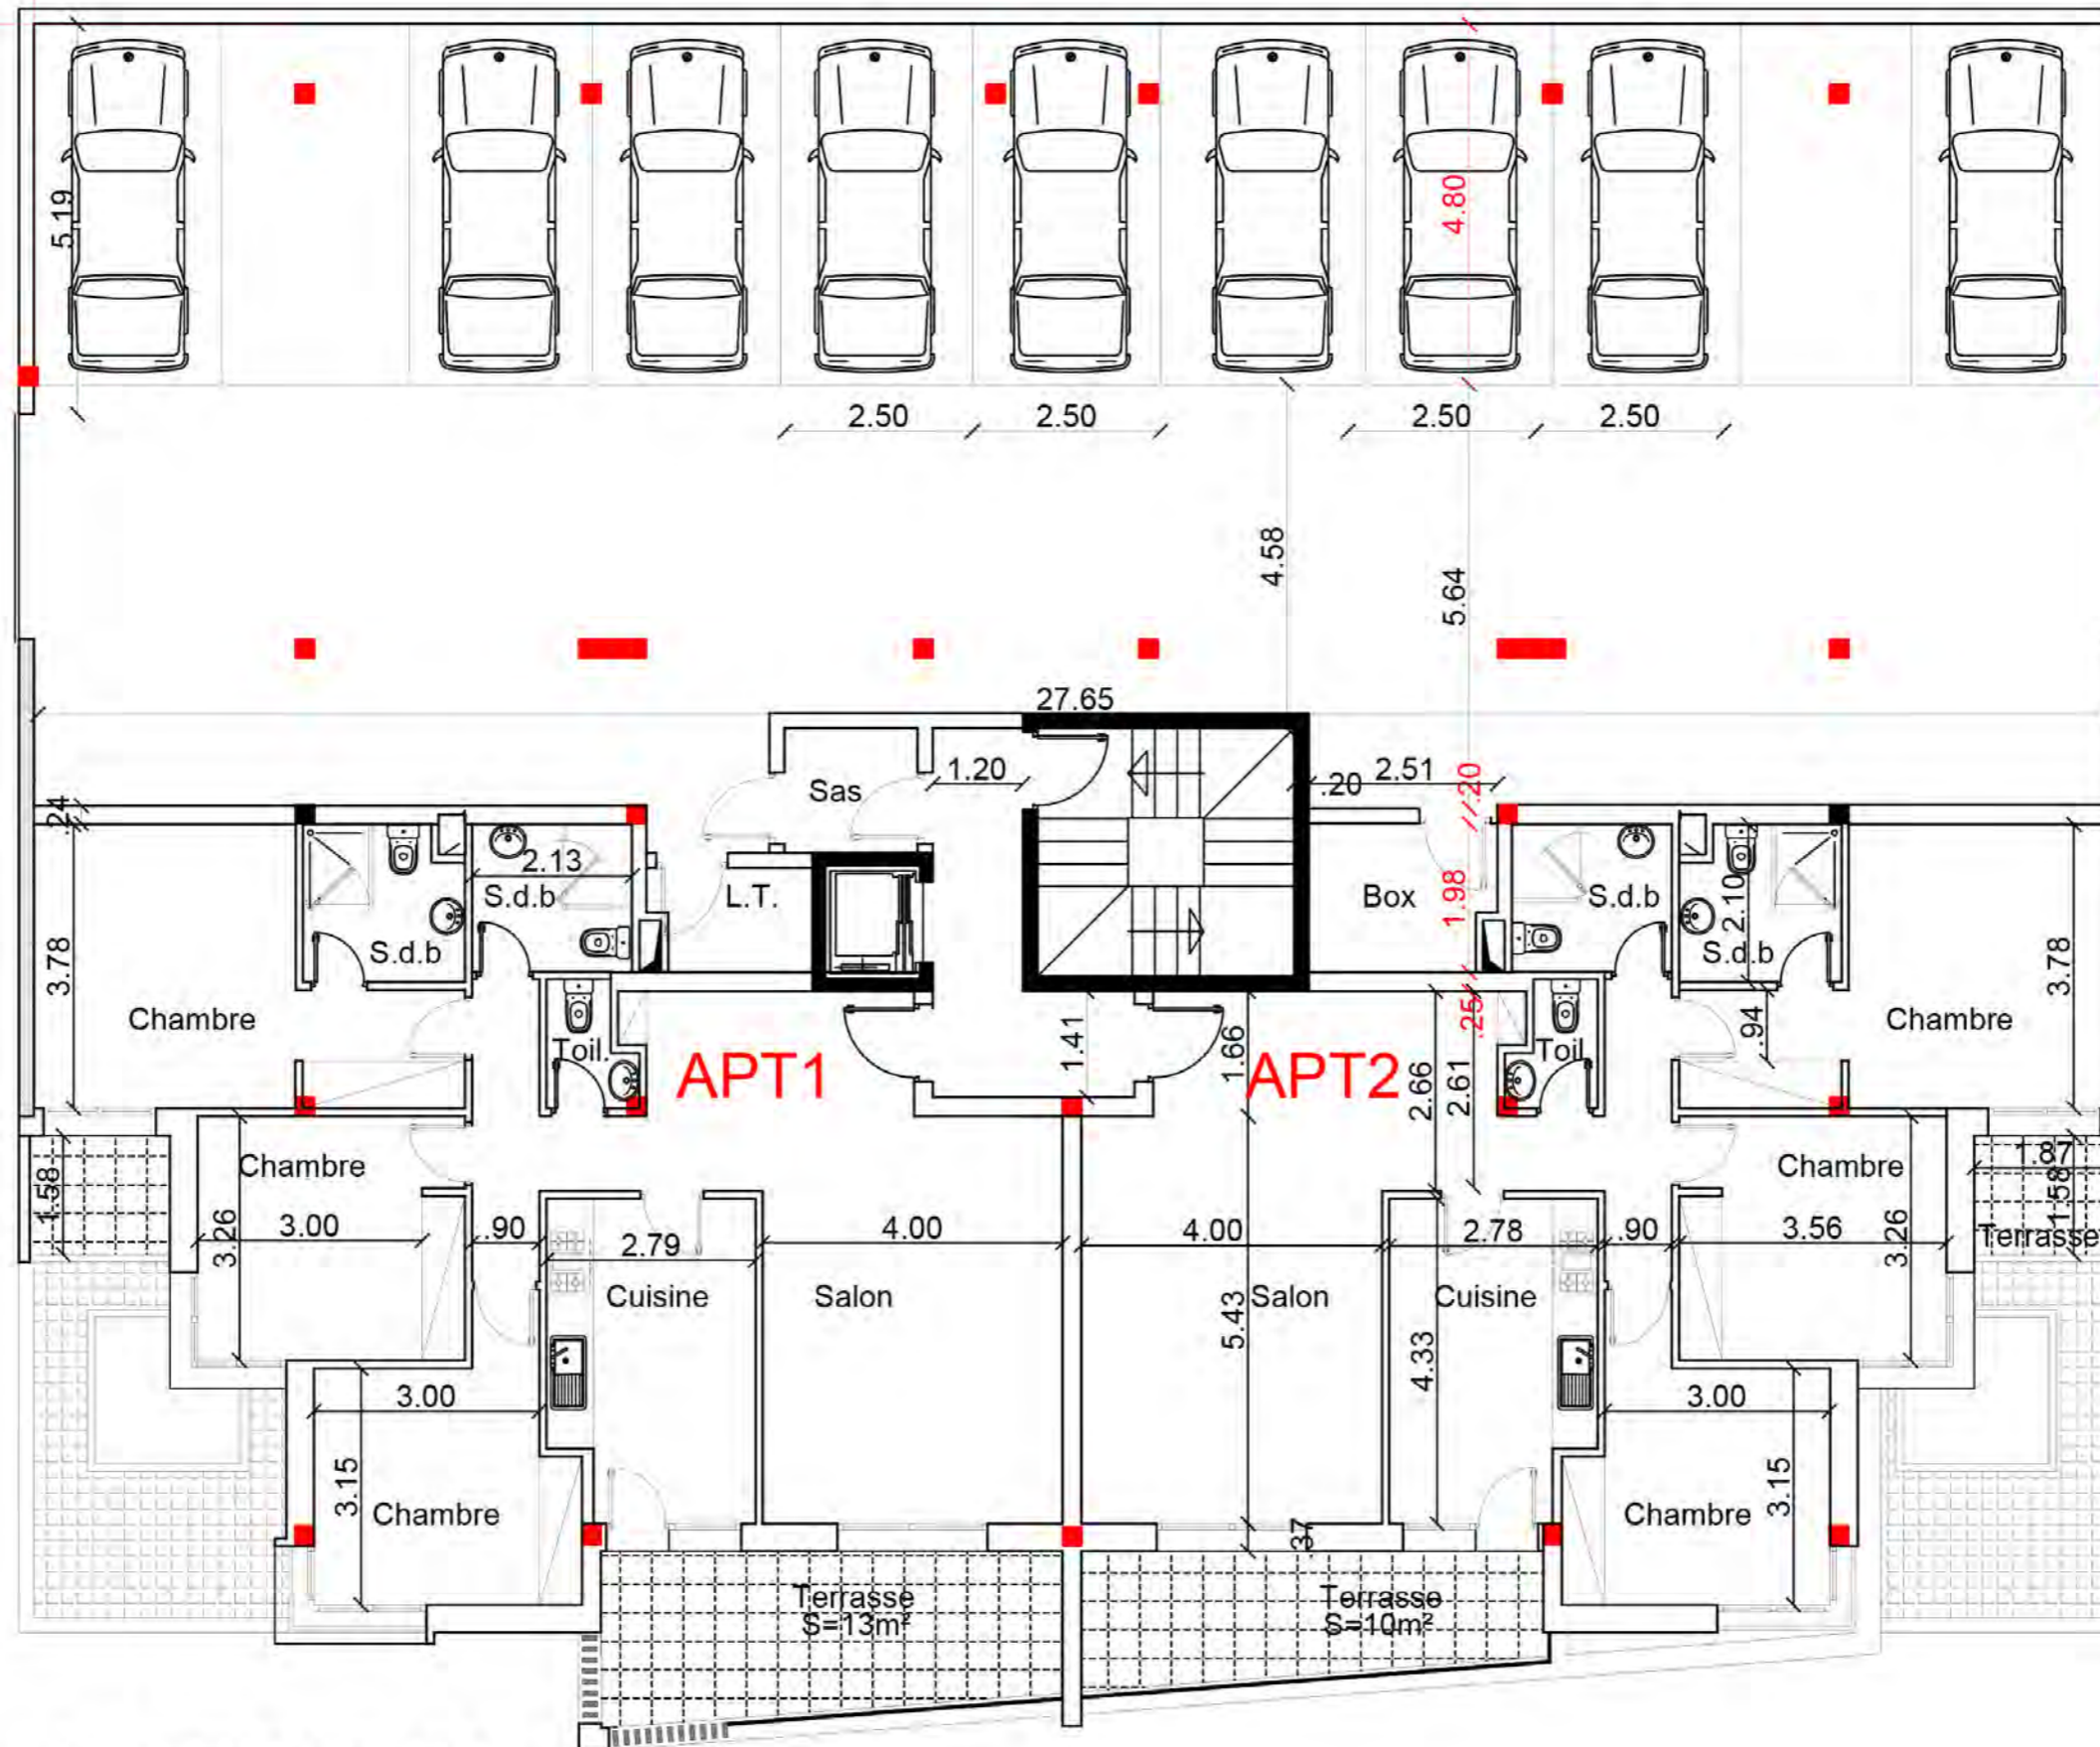 5.19
4.80
2.50
2.50
2.50
2.50
4.58
5.64
27.65
Sas
1.20
.20
2.51
.20
.24
2.13
S.d.b
S.d.b
L.T.
Box
1.98
S.d.b
2.10
S.d.b
3.78
Chambre
Toil.
APT1
1.41
1.66
APT2
2.66
2.61
.25
Toil
.94
Chambre
3.78
Chambre
1.58
3.26
3.00
.90
2.79
4.00
4.00
2.78
.90
Chambre
3.56
3.26
1.87
1.58
Terrasse
Cuisine
Salon
5.43
Salon
Cuisine
4.33
3.00
3.15
Chambre
3.00
3.15
Chambre
.37
Terrasse
S=13m²
Terrasse
S=10m²